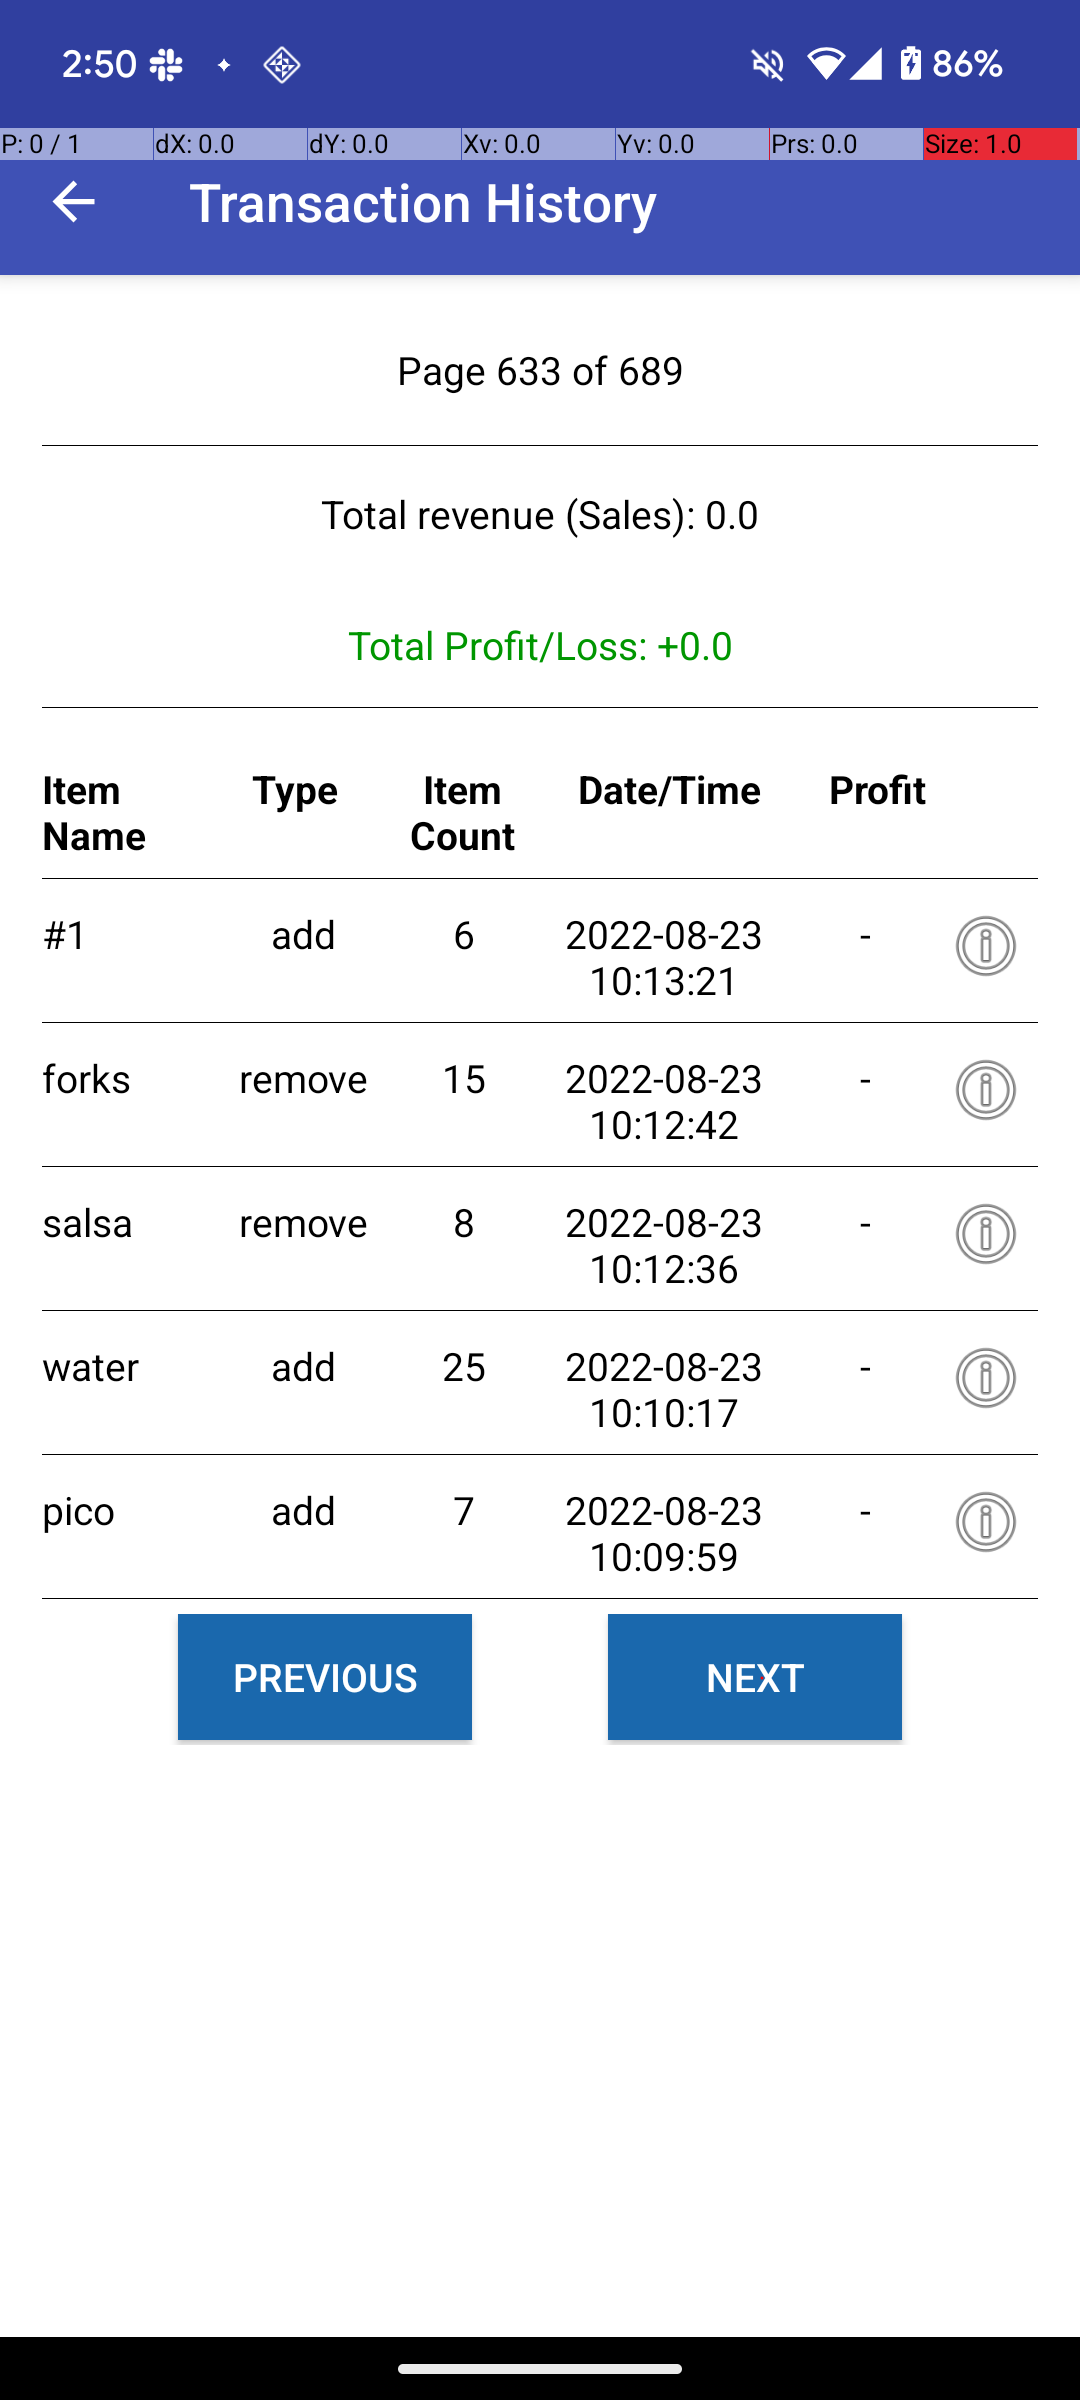 2:50 86%
P: 0 / 1 dX: 0.0 dY: 0.0 Xv: 0.0 Yv: 0.0 Prs: 0.0 Size: 1.0
Transaction History
Page 633 of 689
Total revenue (Sales): 0.0
Total Profit/Loss: +0.0
Item Name Type Item Count Date/Time Profit
#1 add 6 2022-08-23 10:13:21 -
forks remove 15 2022-08-23 10:12:42 -
salsa remove 8 2022-08-23 10:12:36 -
water add 25 2022-08-23 10:10:17 -
pico add 7 2022-08-23 10:09:59 -
PREVIOUS NEXT